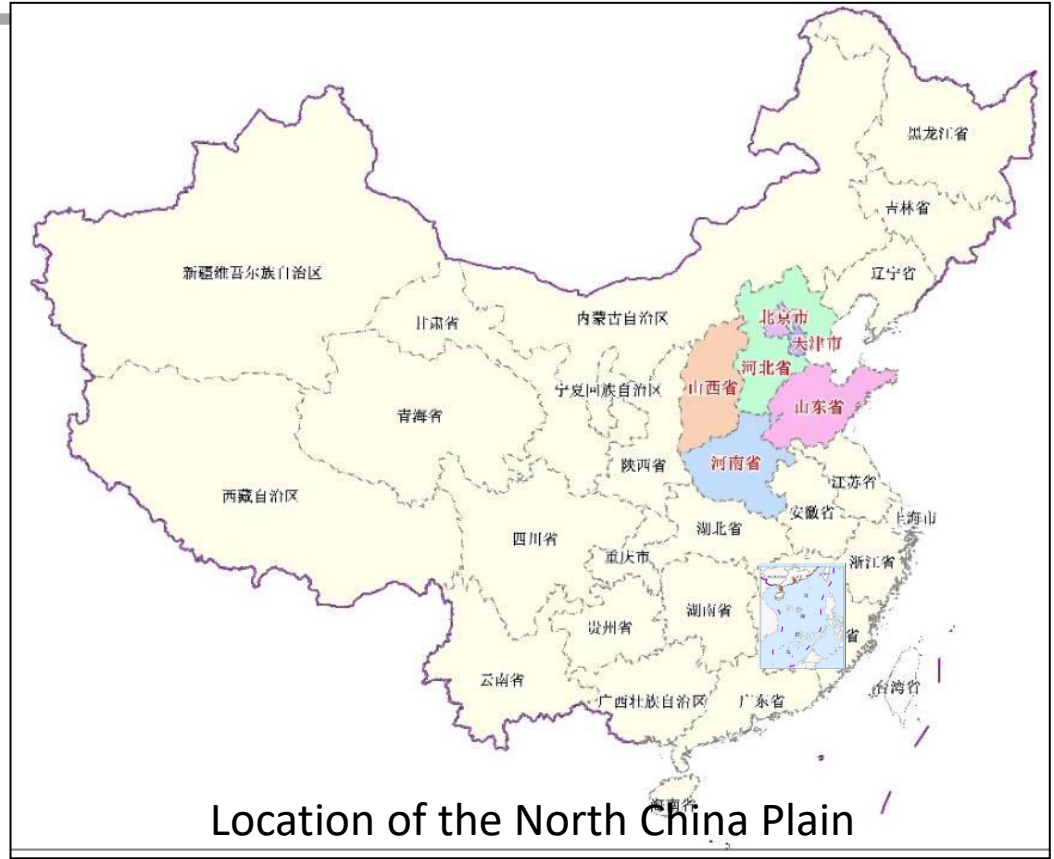 黑龙江省
吉林省
辽宁省
新疆维吾尔族自治区
甘肃省
内蒙古自治区
北京市
天津市
河北省
山西省
宁夏回族自治区
青海省
山东省
陕西省
河南省
西藏自治区
江苏省
安徽省
上海市
湖北省
四川省
重庆市
浙江省
湖南省
贵州省
省
云南省
台湾省
广西壮族自治区
广东省
海南省
Location of the North China Plain